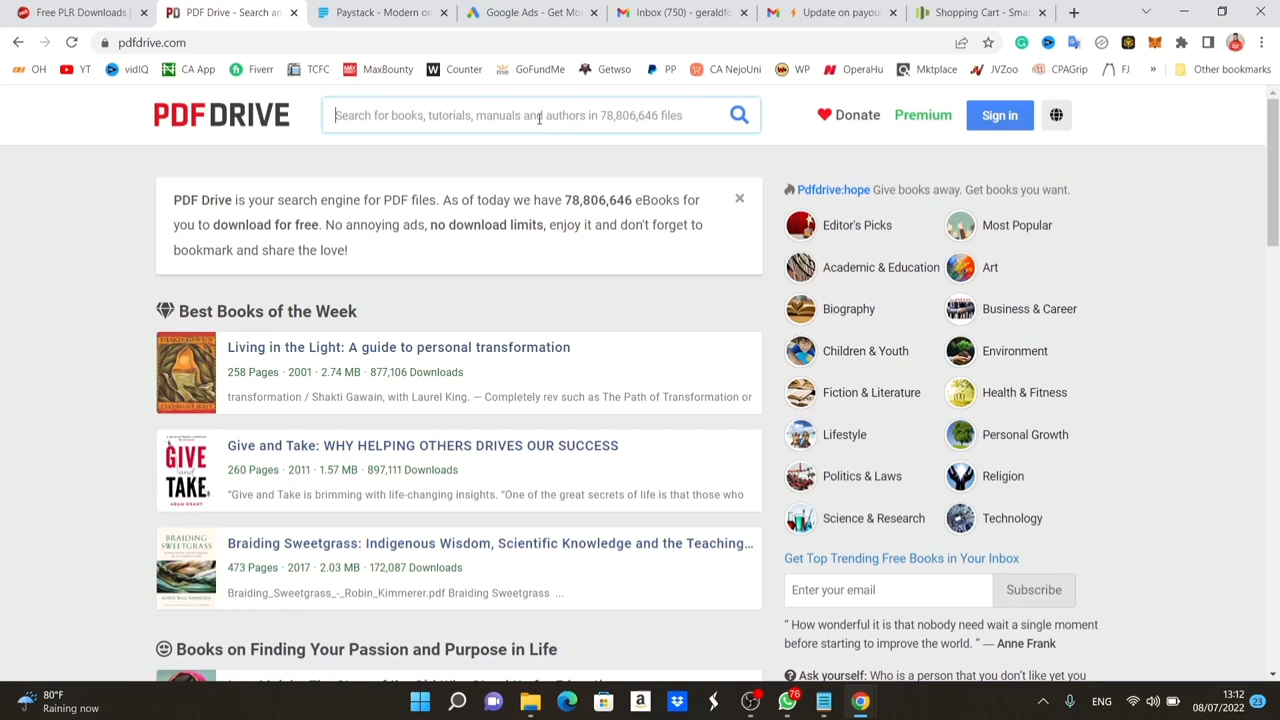 Free PLR Downloads |
PDF Drive - Search an
Paystack - Modern on
Google Ads - Get Mo
Inbox (750) - geraldfo
Update on payout
Shopping Cart - Sma
pdfdrive.com
OH
YT
vidIQ
CA App
Fiverr
TCFC
MaxBounty
Counter
GoFundMe
Getwso
PP
CA NejoUni
WP
OperaHu
Mktplace
JVZoo
CPAGrip
FJ
»
Other bookmarks
PDF DRIVE
Search for books, tutorials, manuals and authors in 78,806,646 files
Donate
Premium
Sign in
PDF Drive is your search engine for PDF files. As of today we have 78,806,646 eBooks for
you to download for free. No annoying ads, no download limits, enjoy it and don't forget to
bookmark and share the love!
Best Books of the Week
Living in the Light: A guide to personal transformation
258 Pages · 2001 · 2.74 MB · 877,106 Downloads
transformation / Shakti Gawain, with Laurel King. — Completely rev such as the Path of Transformation or
GIVE
and
TAKE
Give and Take: WHY HELPING OTHERS DRIVES OUR SUCCESS
260 Pages · 2011 · 1.57 MB · 897,111 Downloads
"Give and Take is brimming with life-changing insights. "One of the great secrets of life is that those who
BRAIDING
SWEETGRASS
Braiding Sweetgrass: Indigenous Wisdom, Scientific Knowledge and the Teaching...
473 Pages · 2017 · 2.03 MB · 172,087 Downloads
Braiding_Sweetgrass_-_Robin_Kimmerer.pdf Braiding Sweetgrass ...
Books on Finding Your Passion and Purpose in Life
Pdfdrive:hope Give books away. Get books you want.
Editor's Picks
Most Popular
Academic & Education
Art
Biography
Business & Career
Children & Youth
Environment
Fiction & Literature
Health & Fitness
Lifestyle
Personal Growth
Politics & Laws
Religion
Science & Research
Technology
Get Top Trending Free Books in Your Inbox
Enter your email
Subscribe
" How wonderful it is that nobody need wait a single moment
before starting to improve the world. " — Anne Frank
Ask yourself: Who is a person that you don't like yet you
80°F
Raining now
76
ENG
13:12
08/07/2022
23